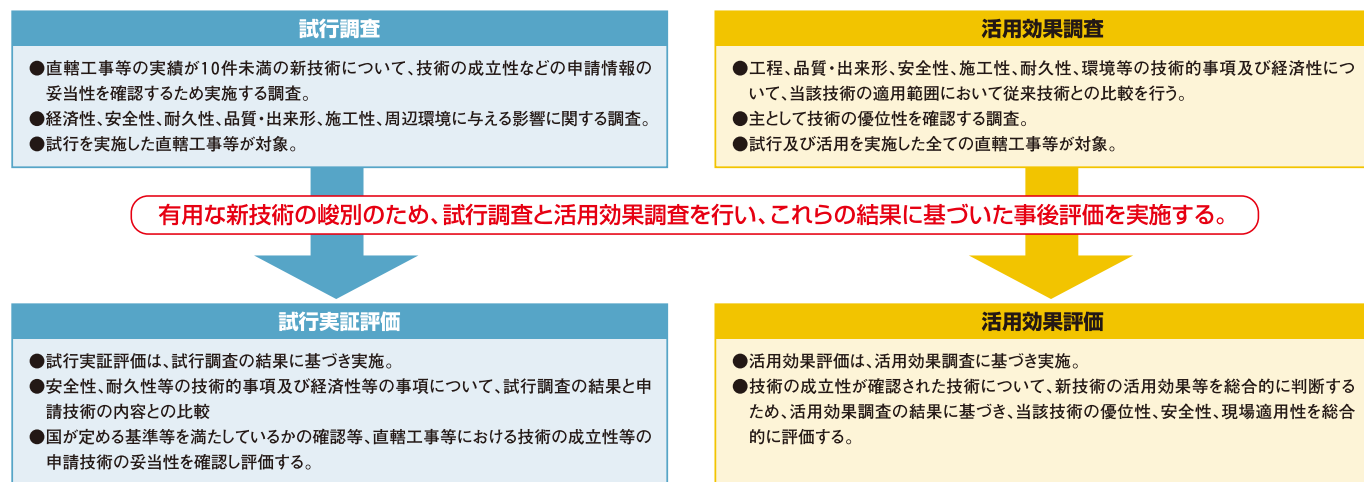 試行調査
●直轄工事等の実績が10件未満の新技術について、技術の成立性などの申請情報の
妥当性を確認するため実施する調査。
●経済性、安全性、耐久性、品質・出来形、施工性、周辺環境に与える影響に関する調査。
●試行を実施した直轄工事等が対象。
活用効果調査
●工程、品質・出来形、安全性、施工性、耐久性、環境等の技術的事項及び経済性につ
いて、当該技術の適用範囲において従来技術との比較を行う。
●主として技術の優位性を確認する調査。
●試行及び活用を実施した全ての直轄工事等が対象。
有用な新技術の峻別のため、試行調査と活用効果調査を行い、これらの結果に基づいた事後評価を実施する。
試行実証評価
●試行実証評価は、試行調査の結果に基づき実施。
●安全性、耐久性等の技術的事項及び経済性等の事項について、試行調査の結果と申
請技術の内容との比較
●国が定める基準等を満たしているかの確認等、直轄工事等における技術の成立性等の
申請技術の妥当性を確認し評価する。
活用効果評価
●活用効果評価は、活用効果調査に基づき実施。
●技術の成立性が確認された技術について、新技術の活用効果等を総合的に判断する
ため、活用効果調査の結果に基づき、当該技術の優位性、安全性、現場適用性を総合
的に評価する。